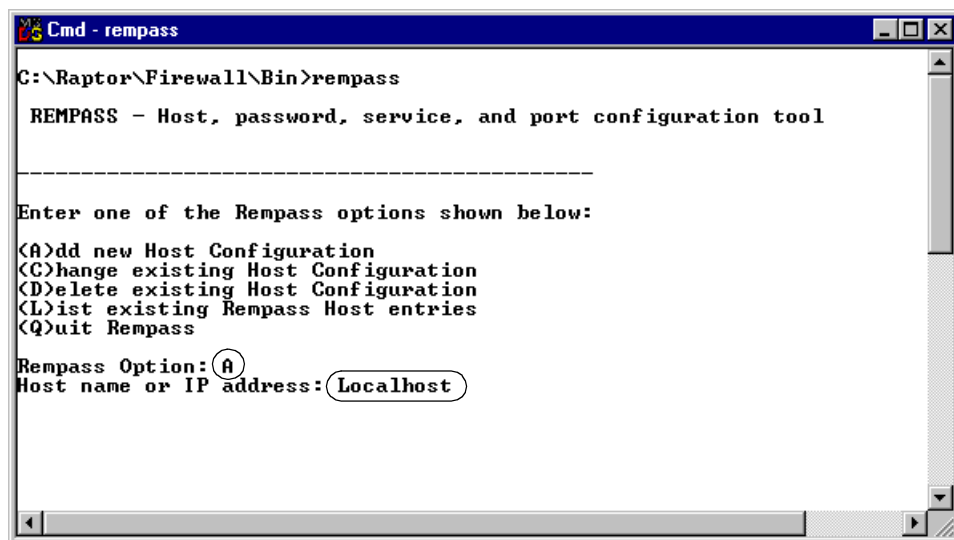 Cmd - rempass
C:\Raptor\Firewall\Bin>rempass
REMPASS - Host, password, service, and port configuration tool
----------------------------------------------
Enter one of the Rempass options shown below:
(A)dd new Host Configuration
(C)hange existing Host Configuration
(D)elete existing Host Configuration
(L)ist existing Rempass Host entries
(Q)uit Rempass
Rempass Option: A
Host name or IP address: Localhost